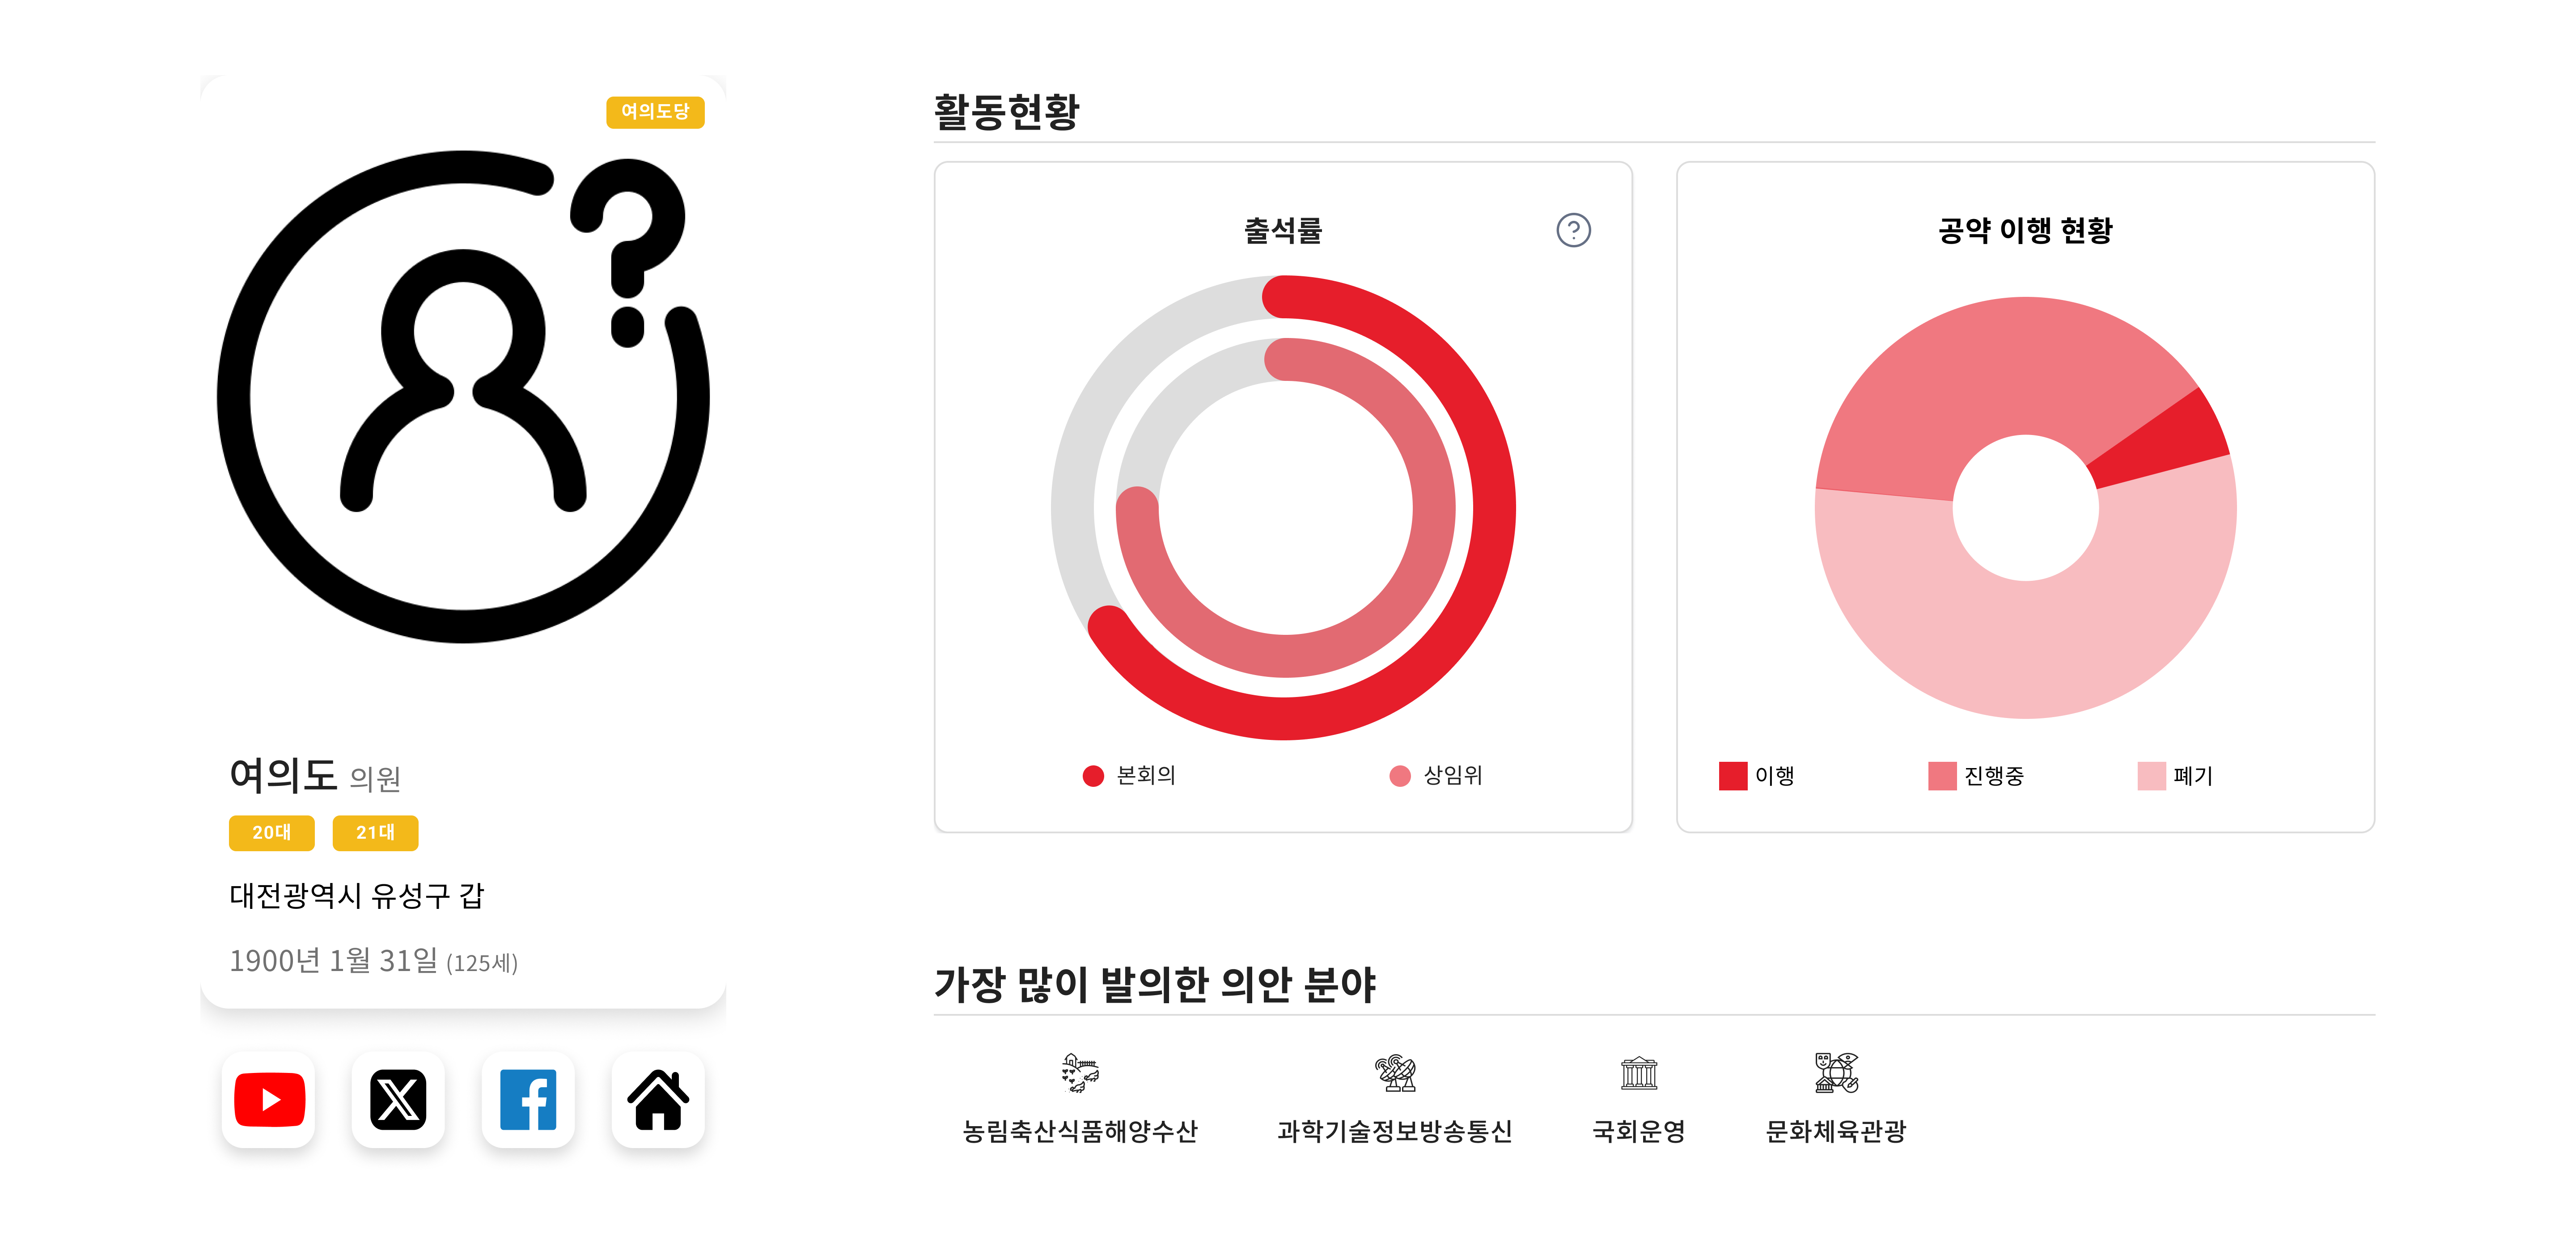 여의도당
여의도 의원
20대 21대
대전광역시 유성구 갑
1900년 1월 31일 (125세)
활동현황
출석률
본회의 상임위
공약 이행 현황
이행 진행중 폐기
가장 많이 발의한 의안 분야
농림축산식품해양수산 과학기술정보방송통신 국회운영 문화체육관광